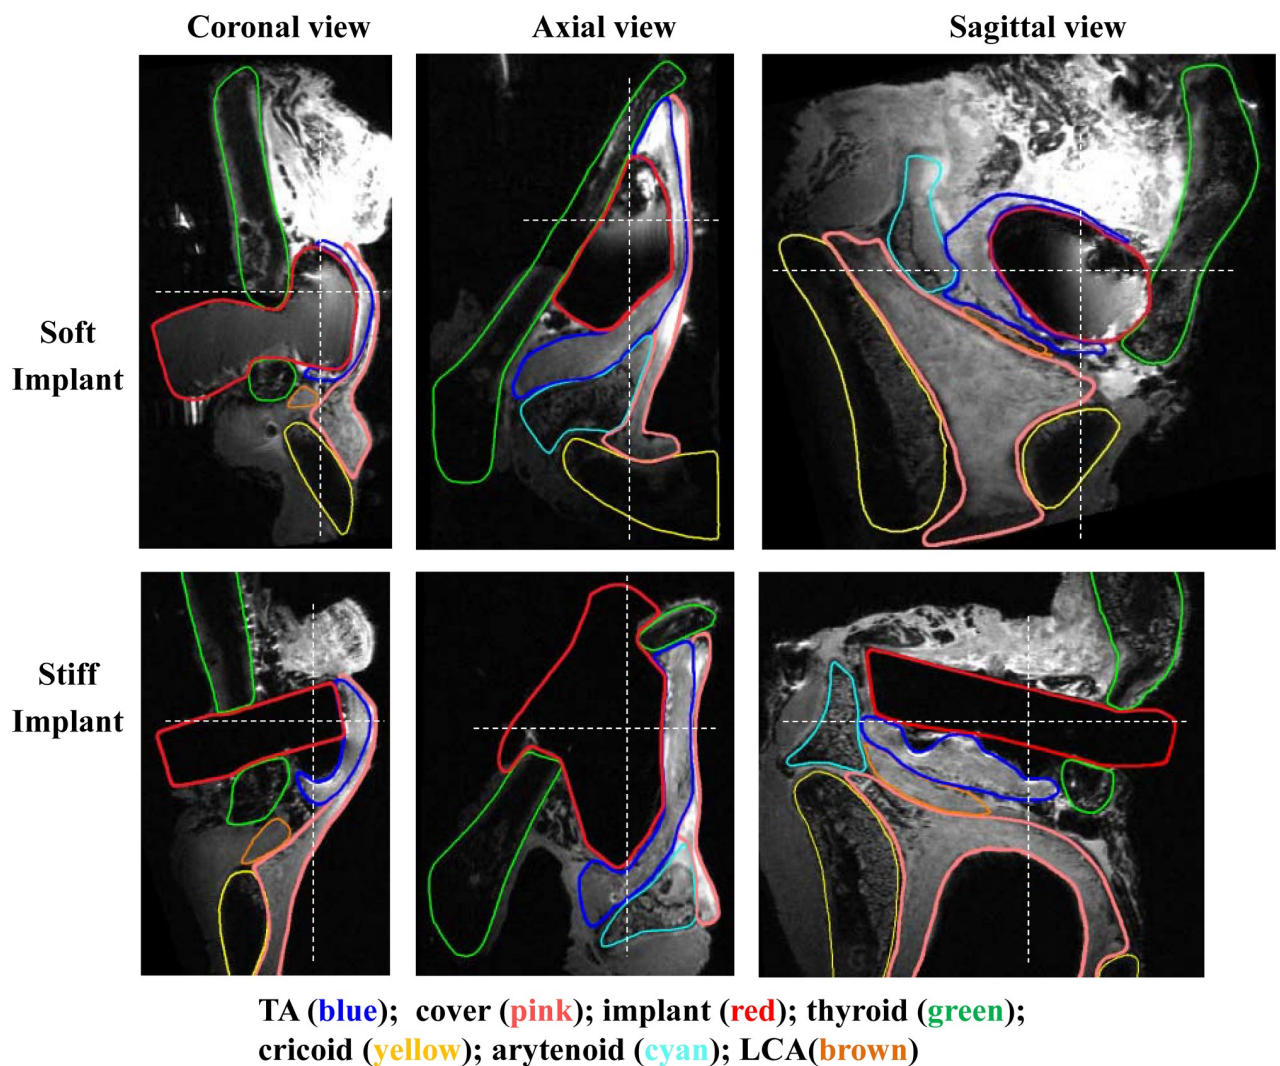 Coronal view
Axial view
Sagittal view
Soft
Implant
Stiff
Implant
TA (blue);  cover (pink); implant (red); thyroid (green);
cricoid (yellow); arytenoid (cyan); LCA(brown)